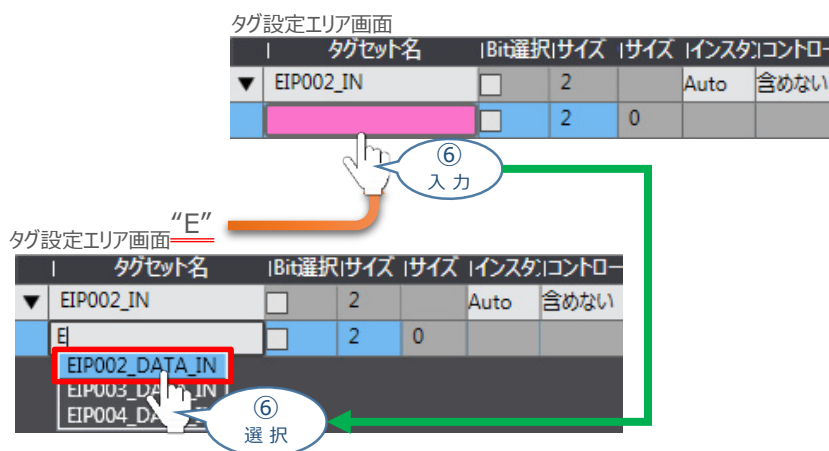 タグ設定エリア画面
タグセット名 Bit選択 サイズ サイズ インスタ コントロー
▼ EIP002_IN 2 Auto 含めない
2 0
⑥
入力
“E”
タグ設定エリア画面
タグセット名 Bit選択 サイズ サイズ インスタ コントロー
▼ EIP002_IN 2 Auto 含めない
E 2 0
EIP002_DATA_IN
EIP003_DATA_IN
EIP004_DA
⑥
選択